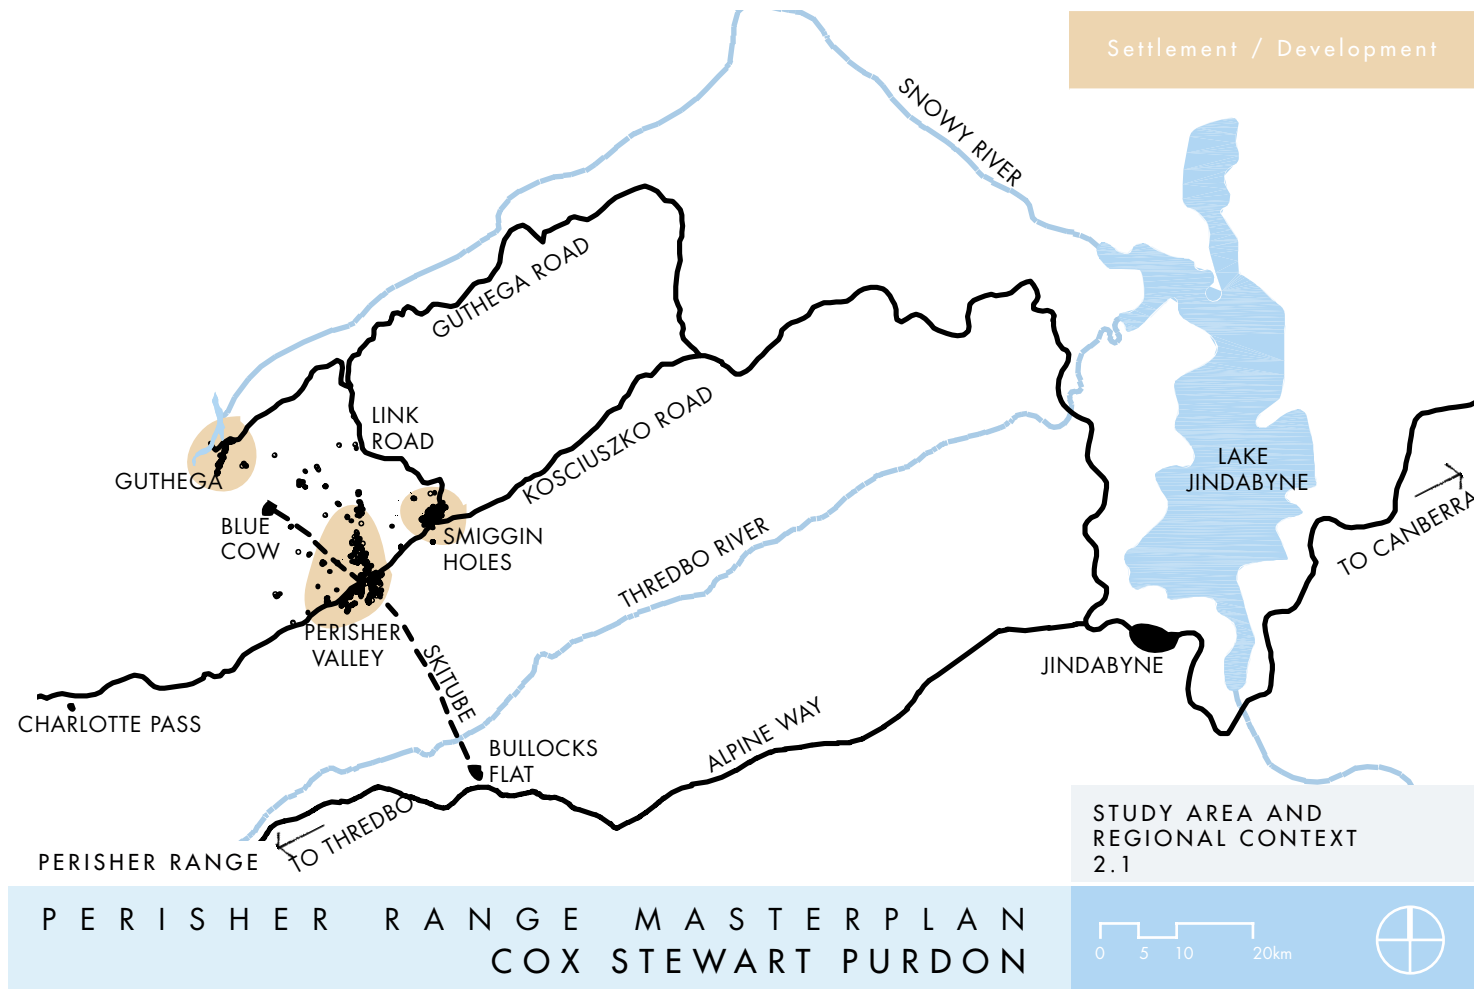 Settlement / Development
SNOWY RIVER
GUTHEGA ROAD
LINK
ROAD
KOSCIUSZKO ROAD
GUTHEGA
LAKE
JINDABYNE
BLUE
COW
SMIGGIN
HOLES
TO CANBERRA
THREDBO RIVER
PERISHER
VALLEY
SKITUBE
JINDABYNE
CHARLOTTE PASS
ALPINE WAY
BULLOCKS
FLAT
TO THREDBO
PERISHER RANGE
STUDY AREA AND
REGIONAL CONTEXT
2.1
PERISHER RANGE MASTERPLAN
COX STEWART PURDON
0 5 10 20km